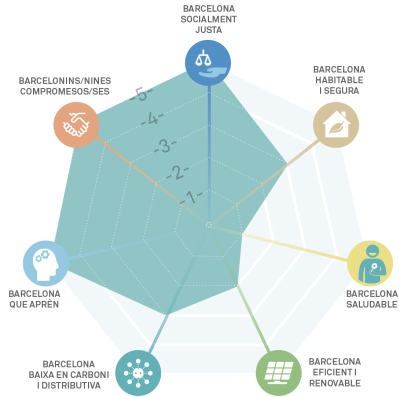 BARCELONA
SOCIALMENT
JUSTA
BARCELONINS/NINES
COMPROMESOS/SES
BARCELONA
HABITABLE
I SEGURA
-5-
-4-
-3-
-2-
-1-
BARCELONA
QUE APRÈN
BARCELONA
SALUDABLE
BARCELONA
BAIXA EN CARBONI
I DISTRIBUTIVA
BARCELONA
EFICIENT I
RENOVABLE